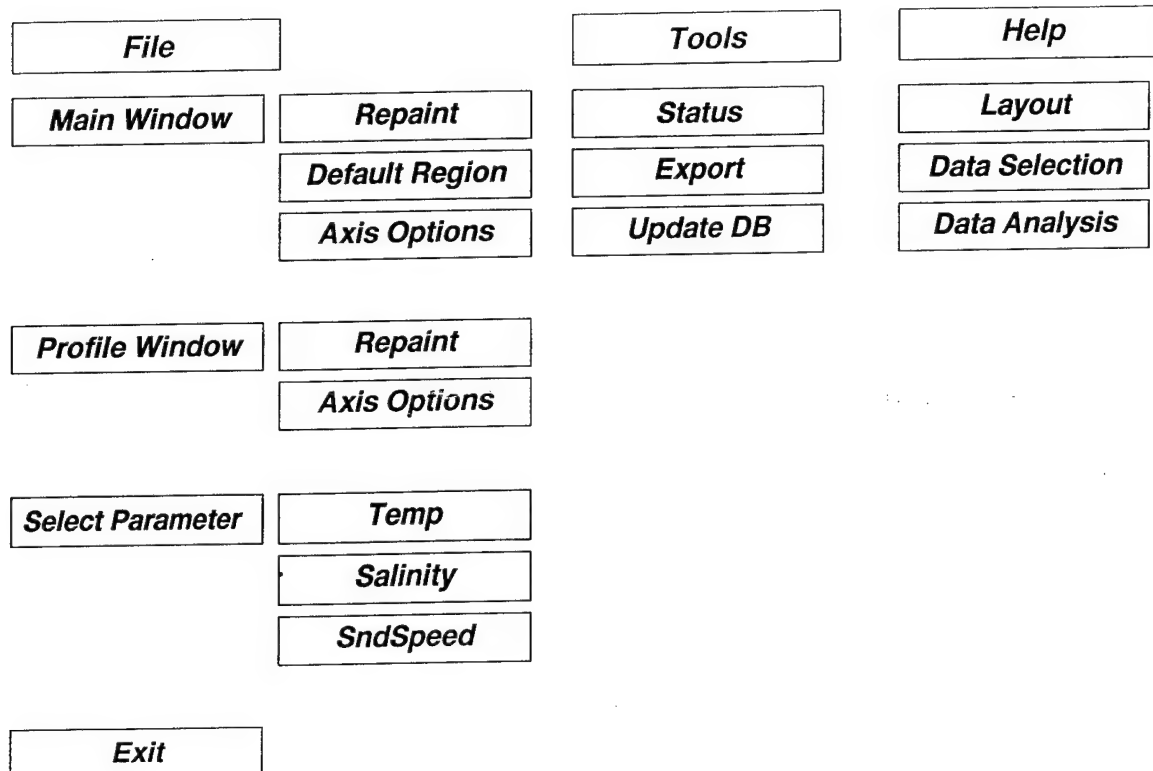 File Tools Help
Main Window Repaint Status Layout
Default Region Export Data Selection
Axis Options Update DB Data Analysis
Profile Window Repaint
Axis Options
Select Parameter Temp
Salinity
SndSpeed
Exit